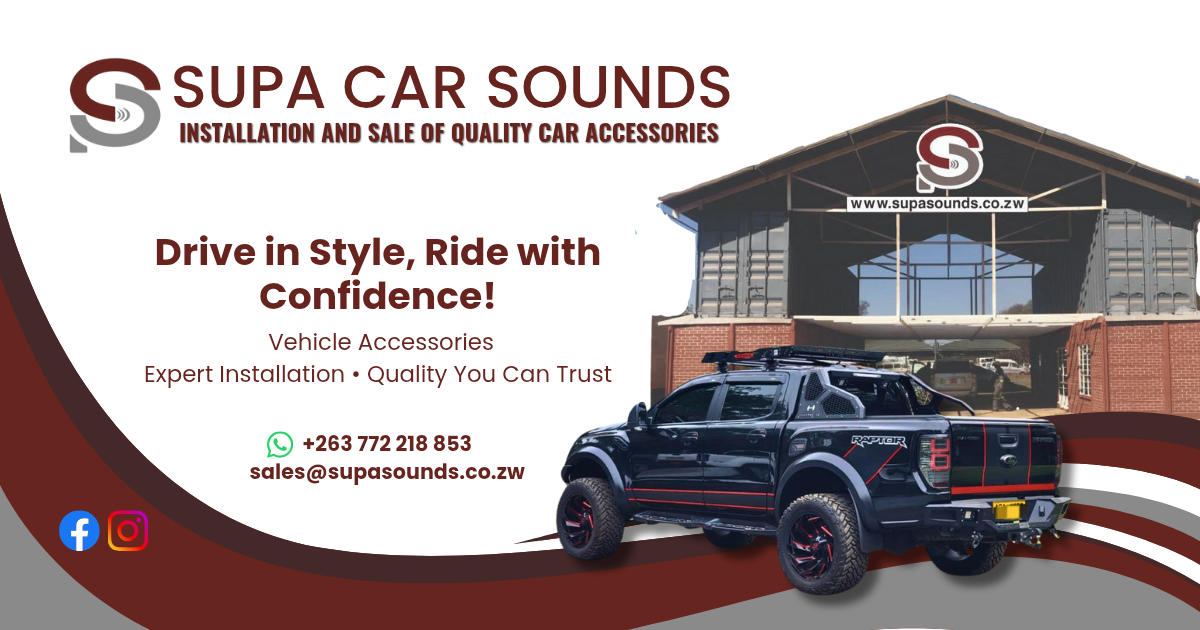 SUPA CAR SOUNDS
INSTALLATION AND SALE OF QUALITY CAR ACCESSORIES
www.supasounds.co.zw
Drive in Style, Ride with
Confidence!
Vehicle Accessories
Expert Installation • Quality You Can Trust
+263 772 218 853
sales@supasounds.co.zw
RAPTOR